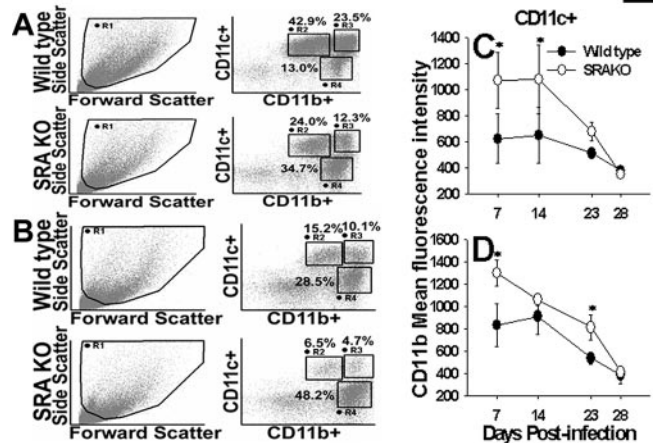 A
Wild type
Side Scatter
R1
Forward Scatter
CD11c+
42.9%
23.5%
R2
R3
13.0%
R4
CD11b+
SRA KO
Side Scatter
R1
Forward Scatter
CD11c+
24.0%
12.3%
R2
R3
34.7%
R4
CD11b+
B
Wild type
Side Scatter
R1
Forward Scatter
CD11c+
15.2%
10.1%
R2
R3
28.5%
R4
CD11b+
SRA KO
Side Scatter
R1
Forward Scatter
CD11c+
6.5%
4.7%
R2
R3
48.2%
R4
CD11b+
CD11c+
C
Wild type
SRAKO
* *
1400
1200
1000
800
600
400
200
7 14 23 28
D
* *
1600
1400
1200
1000
800
600
400
200
7 14 23 28
CD11b Mean fluorescence intensity
Days Post-infection